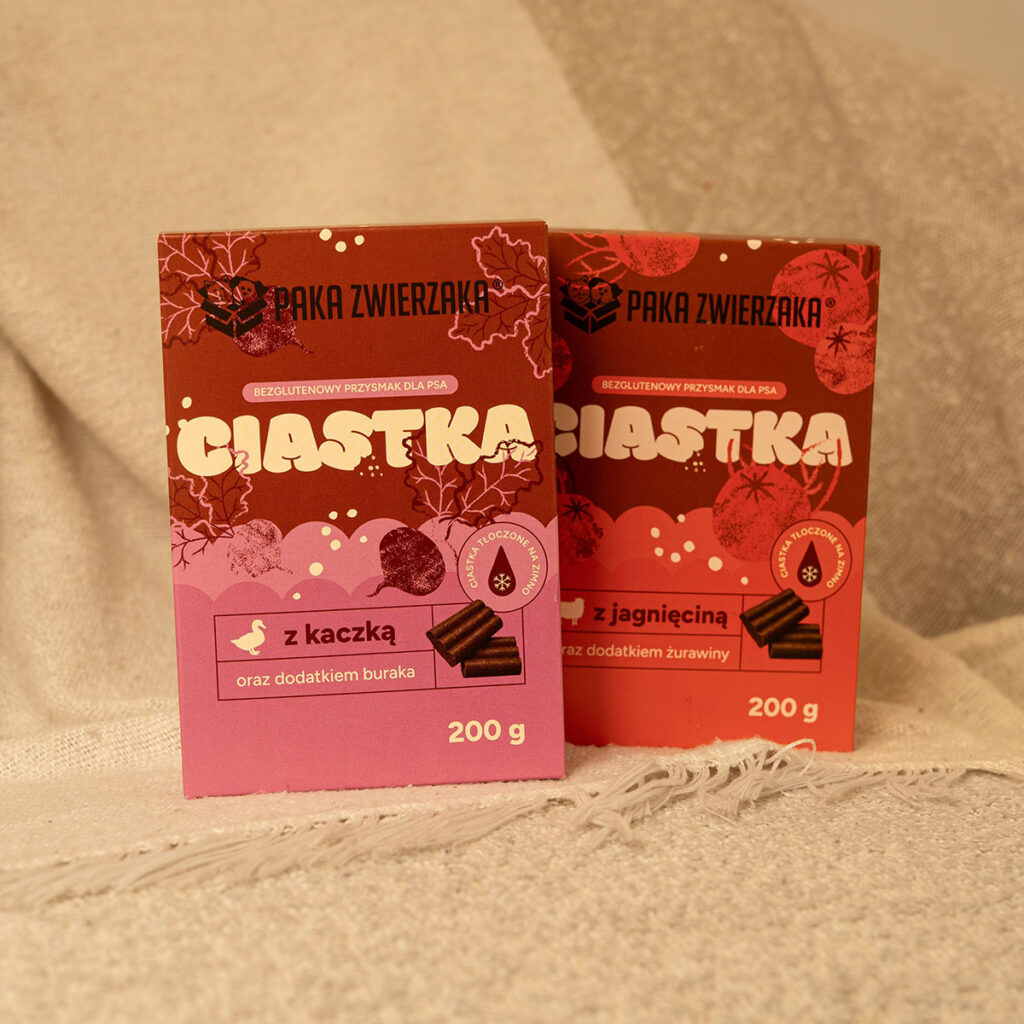 PAKA ZWIERZAKA®
BEZGLUTENOWY PRZYSMAK DLA PSA
CIASTKA
CIASTKA TŁOCZONE NA ZIMNO
z kaczką
oraz dodatkiem buraka
200 g
PAKA ZWIERZAKA®
BEZGLUTENOWY PRZYSMAK DLA PSA
CIASTKA
CIASTKA TŁOCZONE NA ZIMNO
z jagnięciną
oraz dodatkiem żurawiny
200 g